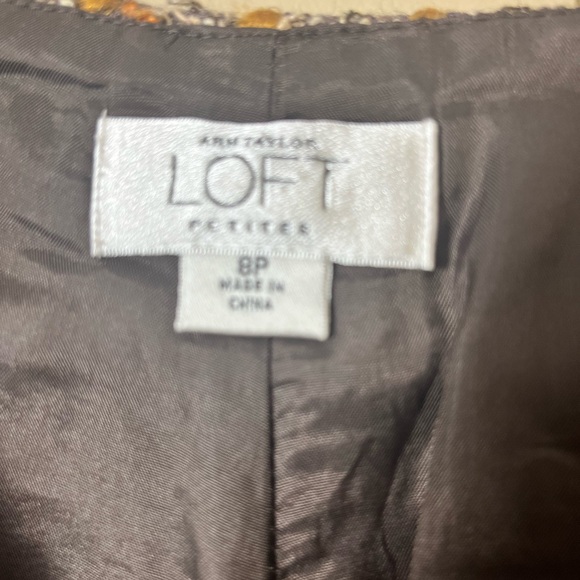 ANN TAYLOR
LOFT
PETITES
8P
MADE IN
CHINA